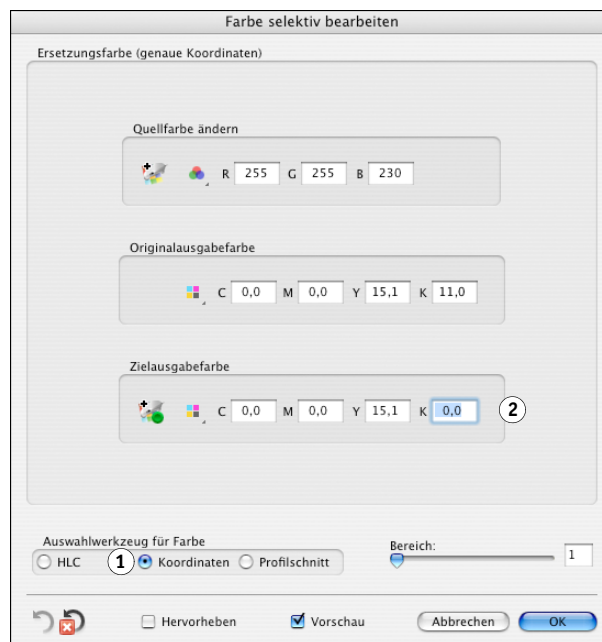 Farbe selektiv bearbeiten
Ersetzungsfarbe (genaue Koordinaten)
Quellfarbe ändern
R 255 G 255 B 230
Originalausgabefarbe
C 0,0 M 0,0 Y 15,1 K 11,0
Zielausgabefarbe
C 0,0 M 0,0 Y 15,1 K 0,0 2
Auswahlwerkzeug für Farbe
HLC 1 Koordinaten Profilschnitt
Bereich:
1
Hervorheben Vorschau Abbrechen OK